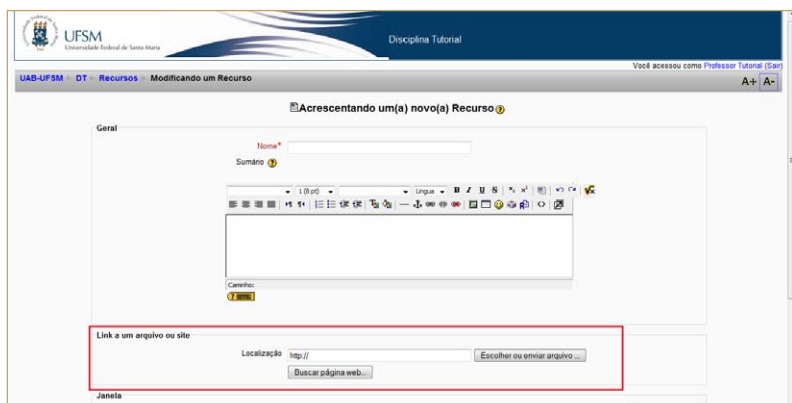 UFSM
Universidade Federal de Santa Maria
Disciplina Tutorial
Você acessou como Professor Tutorial (Sair)
UAB-UFSM ► DT ► Recursos ► Modificando um Recurso
A+ A-
Acrescentando um(a) novo(a) Recurso
Geral
Nome*
Sumário
1 (8 pt) Língua B I U S
Caminho:
Link a um arquivo ou site
Localização http:// Escolher ou enviar arquivo ...
Buscar página web...
Janela